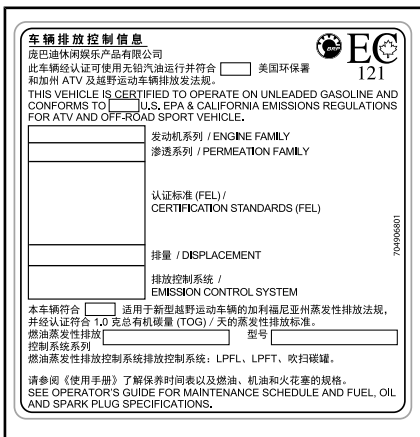 车辆排放控制信息
庞巴迪休闲娱乐产品有限公司
此车辆经认证可使用无铅汽油运行并符合 美国环保署
和加州 ATV 及越野运动车辆排放发法规。
BRP
EC
121
THIS VEHICLE IS CERTIFIED TO OPERATE ON UNLEADED GASOLINE AND
CONFORMS TO U.S. EPA & CALIFORNIA EMISSIONS REGULATIONS
FOR ATV AND OFF-ROAD SPORT VEHICLE.
发动机系列 / ENGINE FAMILY
渗透系列 / PERMEATION FAMILY
认证标准 (FEL) /
CERTIFICATION STANDARDS (FEL)
排量 / DISPLACEMENT
排放控制系统 /
EMISSION CONTROL SYSTEM
704906801
本车辆符合 适用于新型越野运动车辆的加利福尼亚州蒸发性排放法规，
并经认证符合 1.0 克总有机碳量 (TOG) / 天的蒸发性排放标准。
燃油蒸发性排放 型号
控制系统系列
燃油蒸发性排放控制系统排放控制系统：LPFL、LPFT、吹扫碳罐。
请参阅《使用手册》了解保养时间表以及燃油、机油和火花塞的规格。
SEE OPERATOR'S GUIDE FOR MAINTENANCE SCHEDULE AND FUEL, OIL
AND SPARK PLUG SPECIFICATIONS.